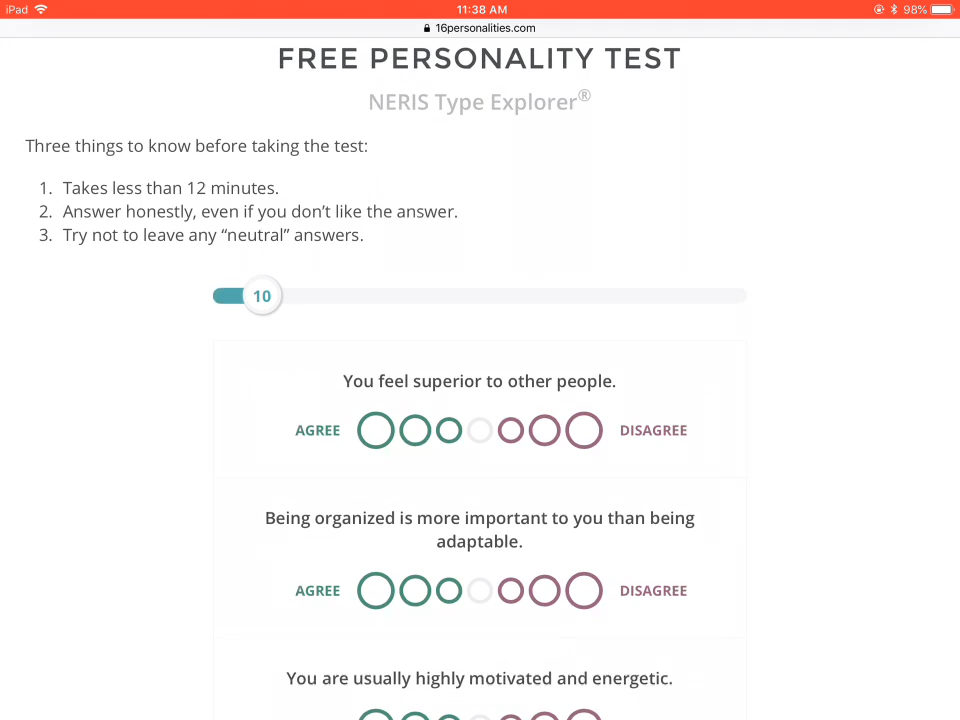 iPad 11:38 AM 98%
16personalities.com
FREE PERSONALITY TEST
NERIS Type Explorer®
Three things to know before taking the test:
1. Takes less than 12 minutes.
2. Answer honestly, even if you don’t like the answer.
3. Try not to leave any “neutral” answers.
10
You feel superior to other people.
AGREE DISAGREE
Being organized is more important to you than being
adaptable.
AGREE DISAGREE
You are usually highly motivated and energetic.